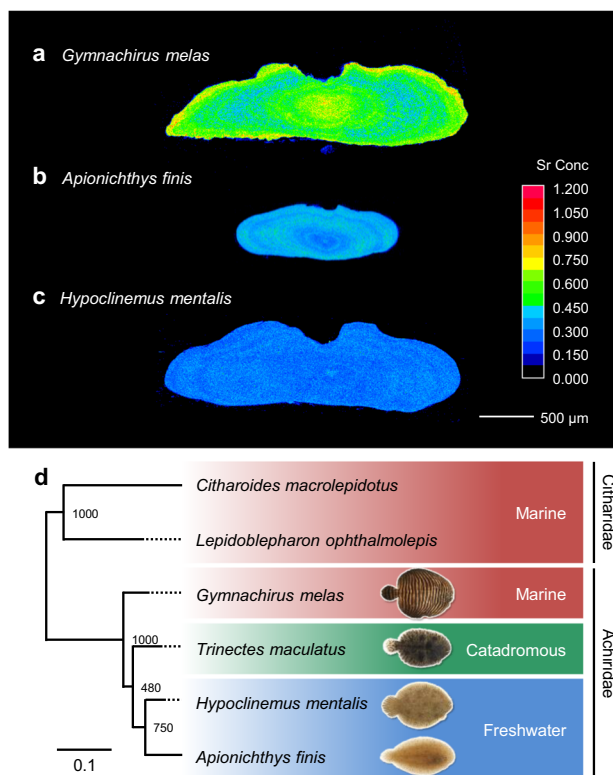 a Gymnachirus melas
b Apionichthys finis
Sr Conc
1.200
1.050
0.900
0.750
0.600
0.450
0.300
0.150
0.000
c Hypoclinemus mentalis
500 µm
d
Citharoides macrolepidotus
1000
Marine
Lepidoblepharon ophthalmolepis
Citharidae
Gymnachirus melas
Marine
1000
Trinectes maculatus
Catadromous
480
Hypoclinemus mentalis
750
Freshwater
Apionichthys finis
Achiridae
0.1